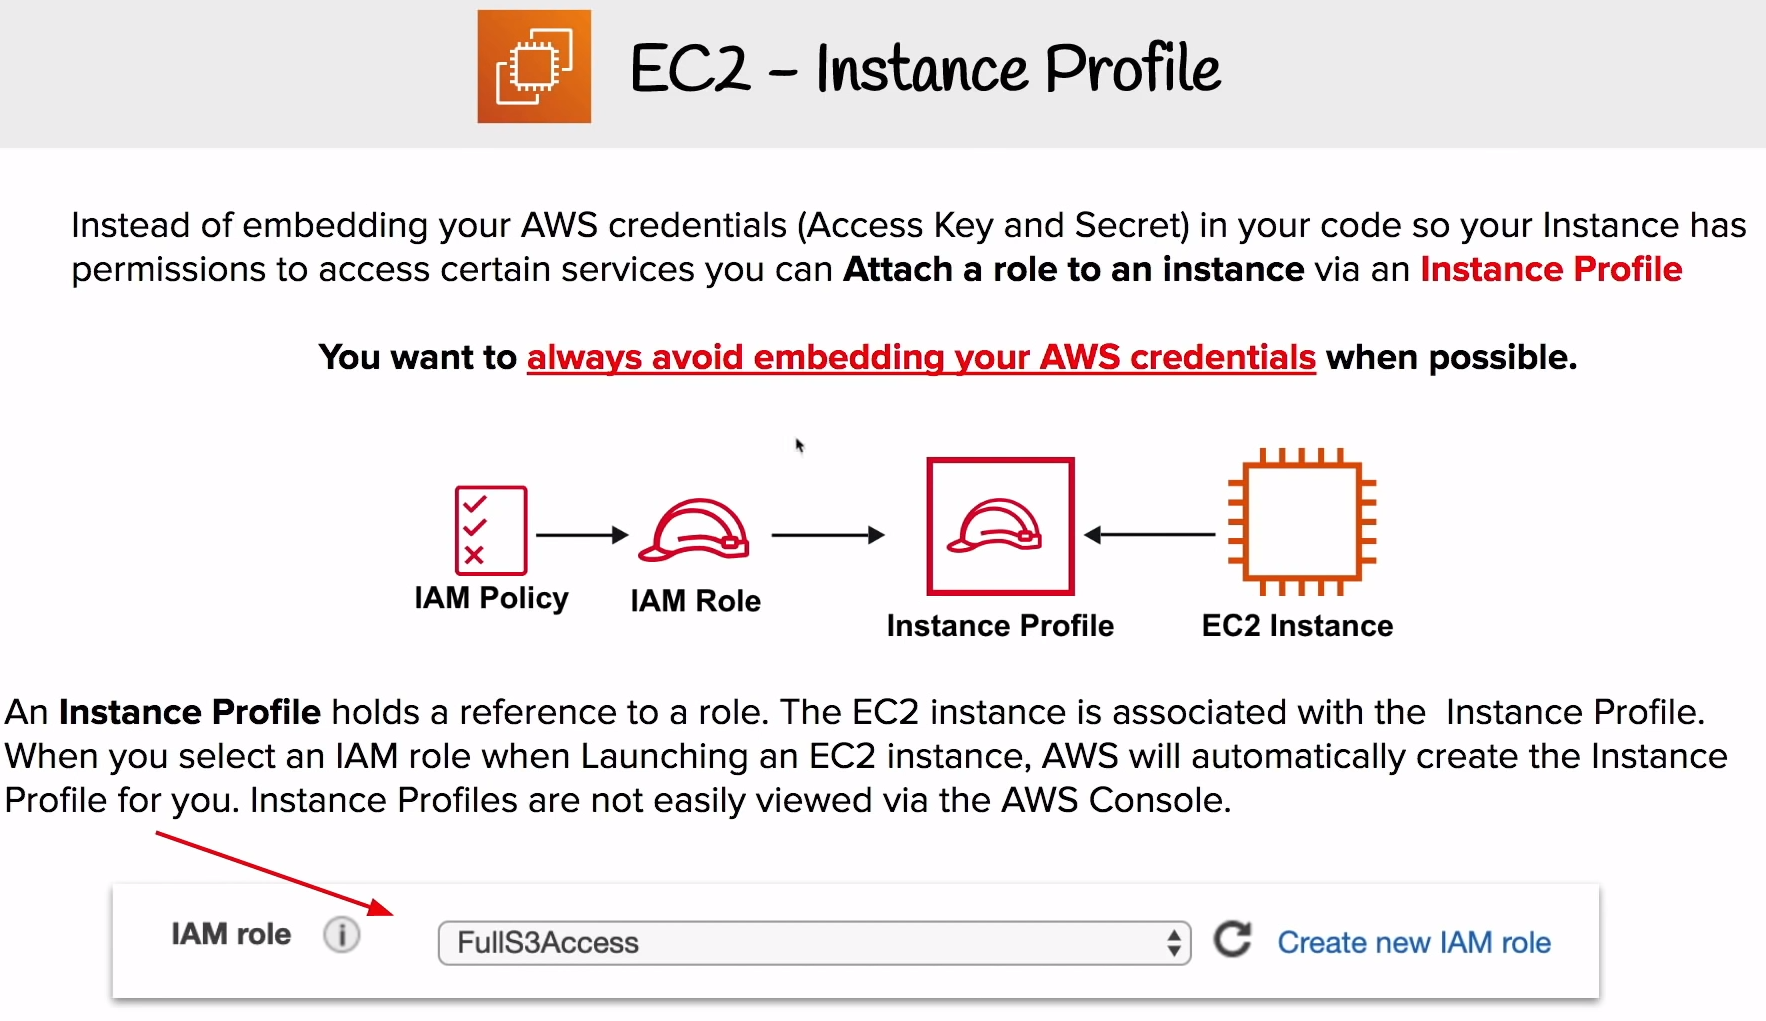 EC2 - Instance Profile
Instead of embedding your AWS credentials (Access Key and Secret) in your code so your Instance has
permissions to access certain services you can Attach a role to an instance via an Instance Profile
You want to always avoid embedding your AWS credentials when possible.
IAM Policy
IAM Role
Instance Profile
EC2 Instance
An Instance Profile holds a reference to a role. The EC2 instance is associated with the Instance Profile.
When you select an IAM role when Launching an EC2 instance, AWS will automatically create the Instance
Profile for you. Instance Profiles are not easily viewed via the AWS Console.
IAM role i FullS3Access Create new IAM role